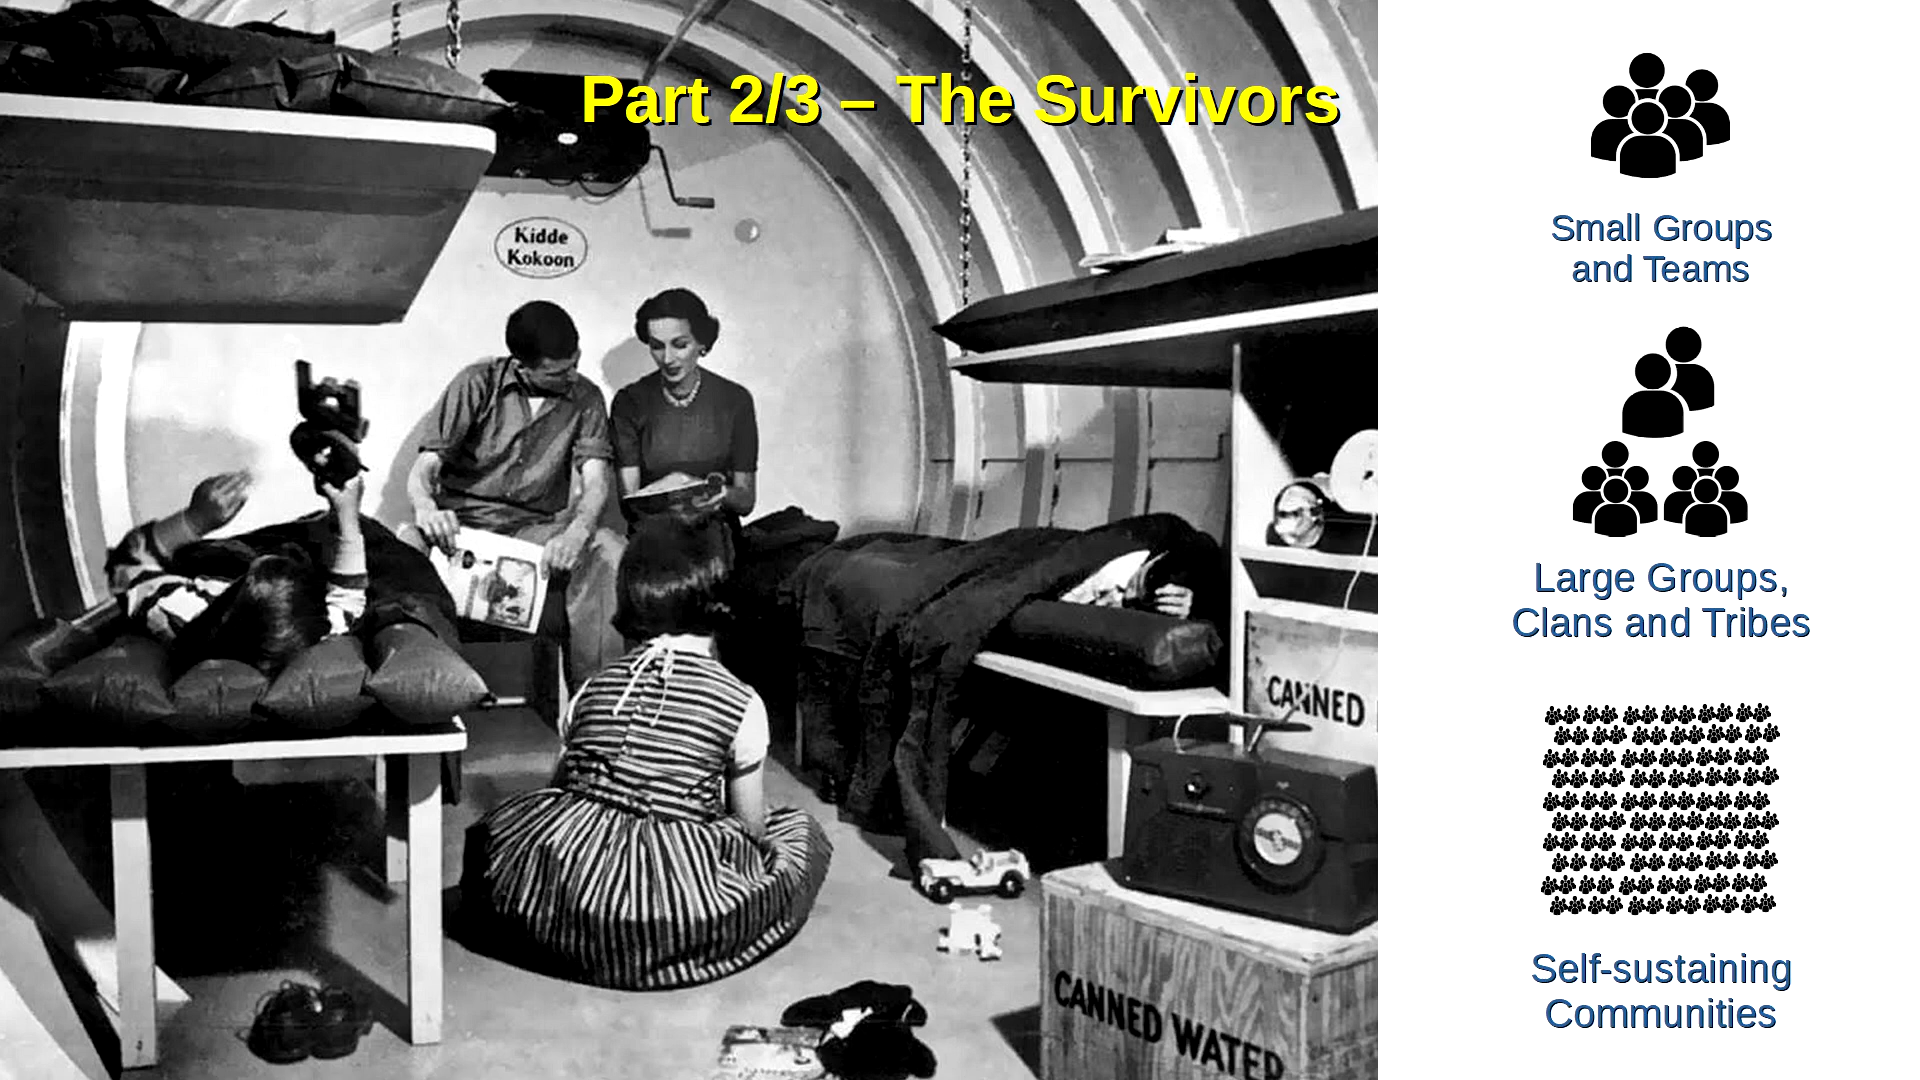 Part 2/3 – The Survivors
Kidde
Kokoon
CANNED
CANNED WATER
Small Groups
and Teams
Large Groups,
Clans and Tribes
Self-sustaining
Communities